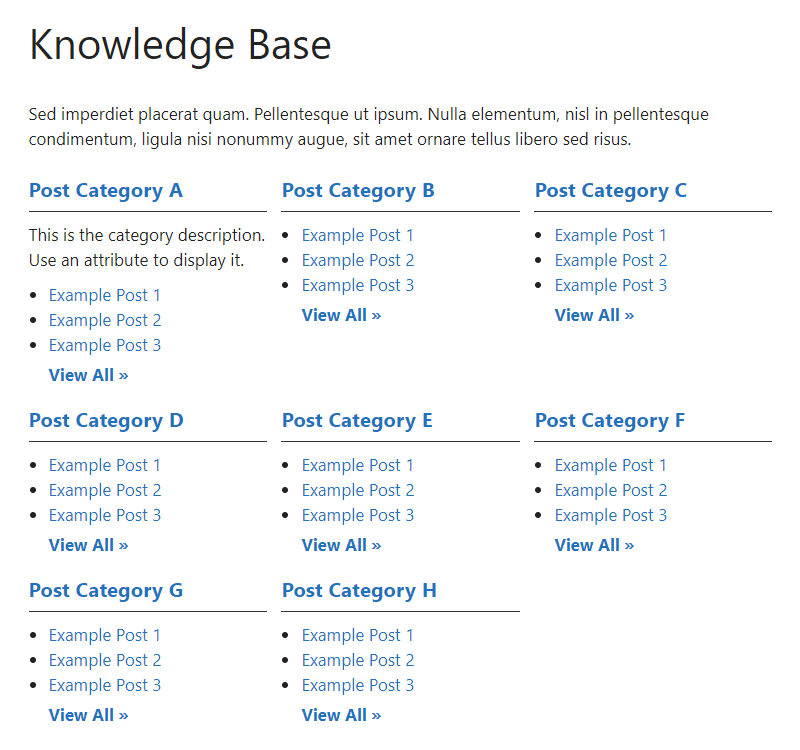 Knowledge Base
Sed imperdiet placerat quam. Pellentesque ut ipsum. Nulla elementum, nisl in pellentesque
condimentum, ligula nisi nonummy augue, sit amet ornare tellus libero sed risus.
Post Category A
This is the category description.
Use an attribute to display it.
Example Post 1
Example Post 2
Example Post 3
View All »
Post Category B
Example Post 1
Example Post 2
Example Post 3
View All »
Post Category C
Example Post 1
Example Post 2
Example Post 3
View All »
Post Category D
Example Post 1
Example Post 2
Example Post 3
View All »
Post Category E
Example Post 1
Example Post 2
Example Post 3
View All »
Post Category F
Example Post 1
Example Post 2
Example Post 3
View All »
Post Category G
Example Post 1
Example Post 2
Example Post 3
View All »
Post Category H
Example Post 1
Example Post 2
Example Post 3
View All »